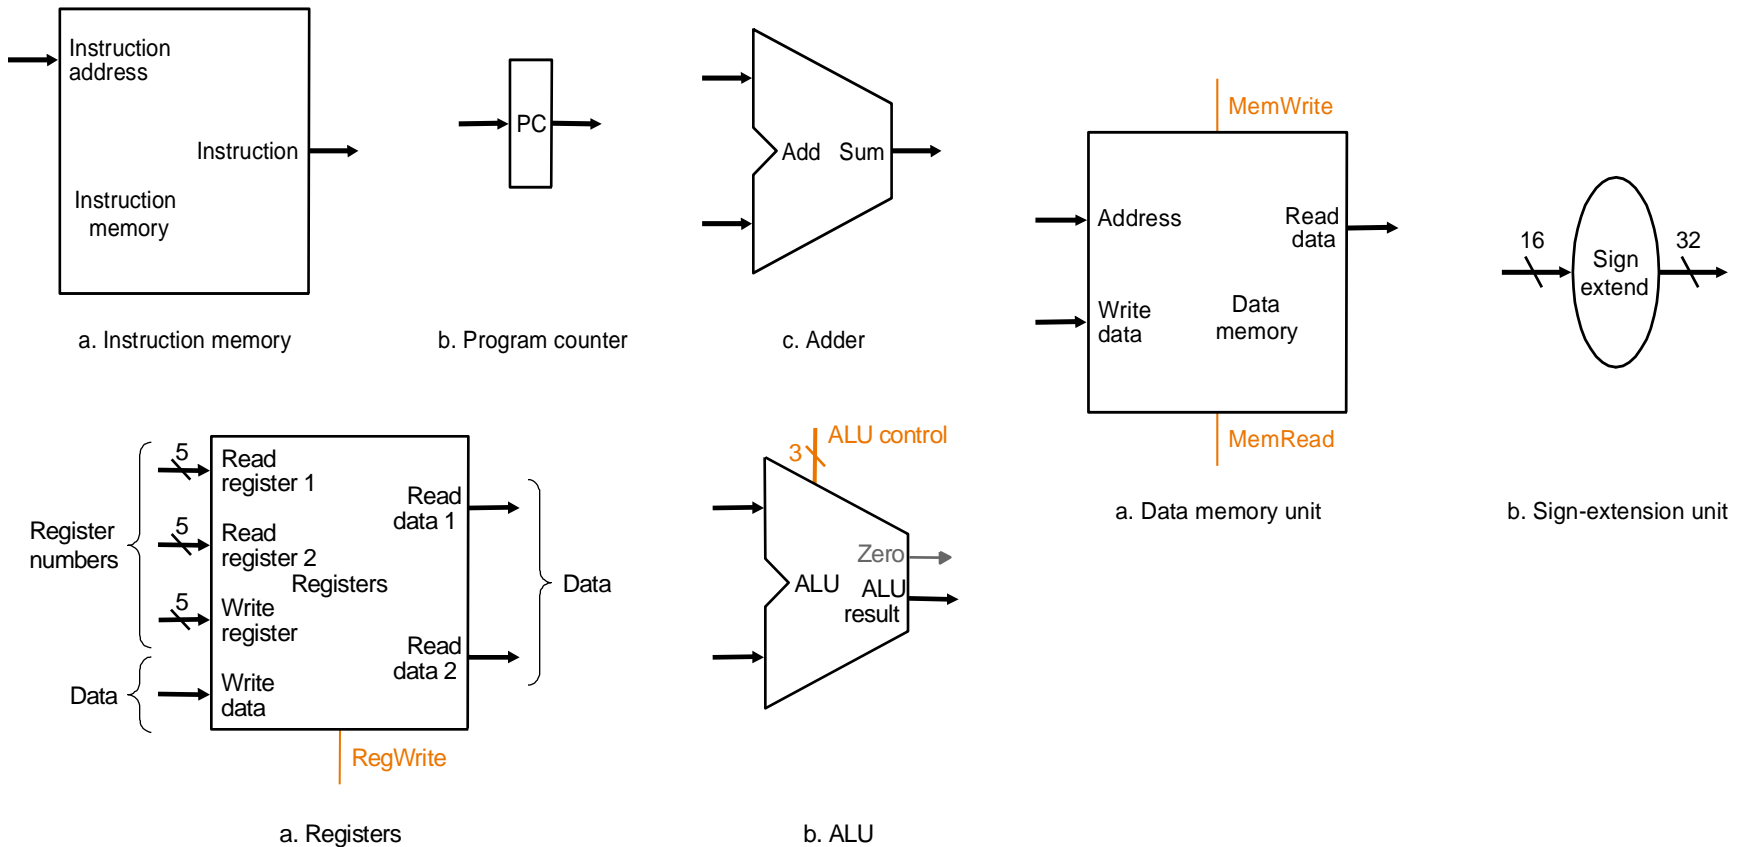 Instruction
address
Instruction
Instruction
memory
a. Instruction memory
PC
b. Program counter
Add Sum
c. Adder
MemWrite
Address
Read
data
Write
data
Data
memory
MemRead
a. Data memory unit
16
Sign
extend
32
b. Sign-extension unit
Register
numbers
5
Read
register 1
5
Read
register 2
5
Write
register
Data
Write
data
Registers
Read
data 1
Read
data 2
Data
RegWrite
a. Registers
3
ALU control
Zero
ALU
ALU
result
b. ALU